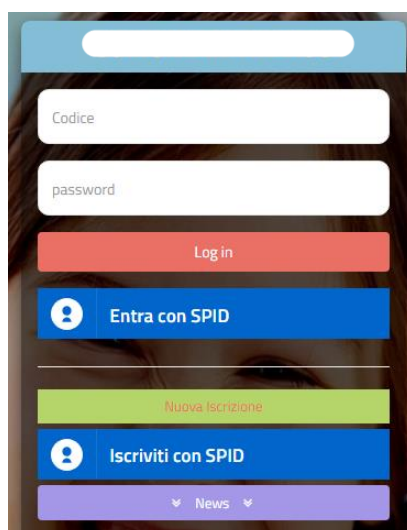 Codice
password
Log in
Entra con SPID
Nuova Iscrizione
Iscriviti con SPID
News